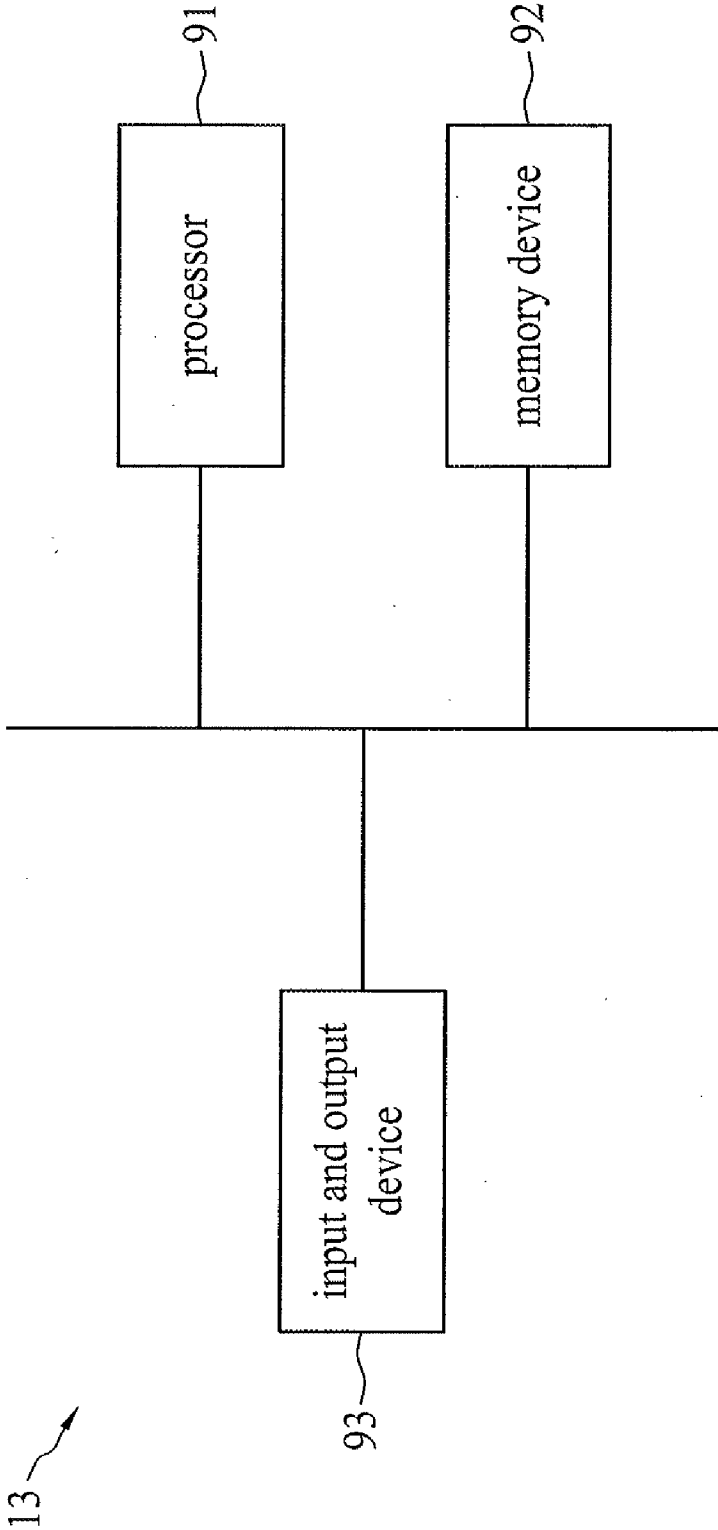 13
processor
91
memory device
92
input and output
device
93